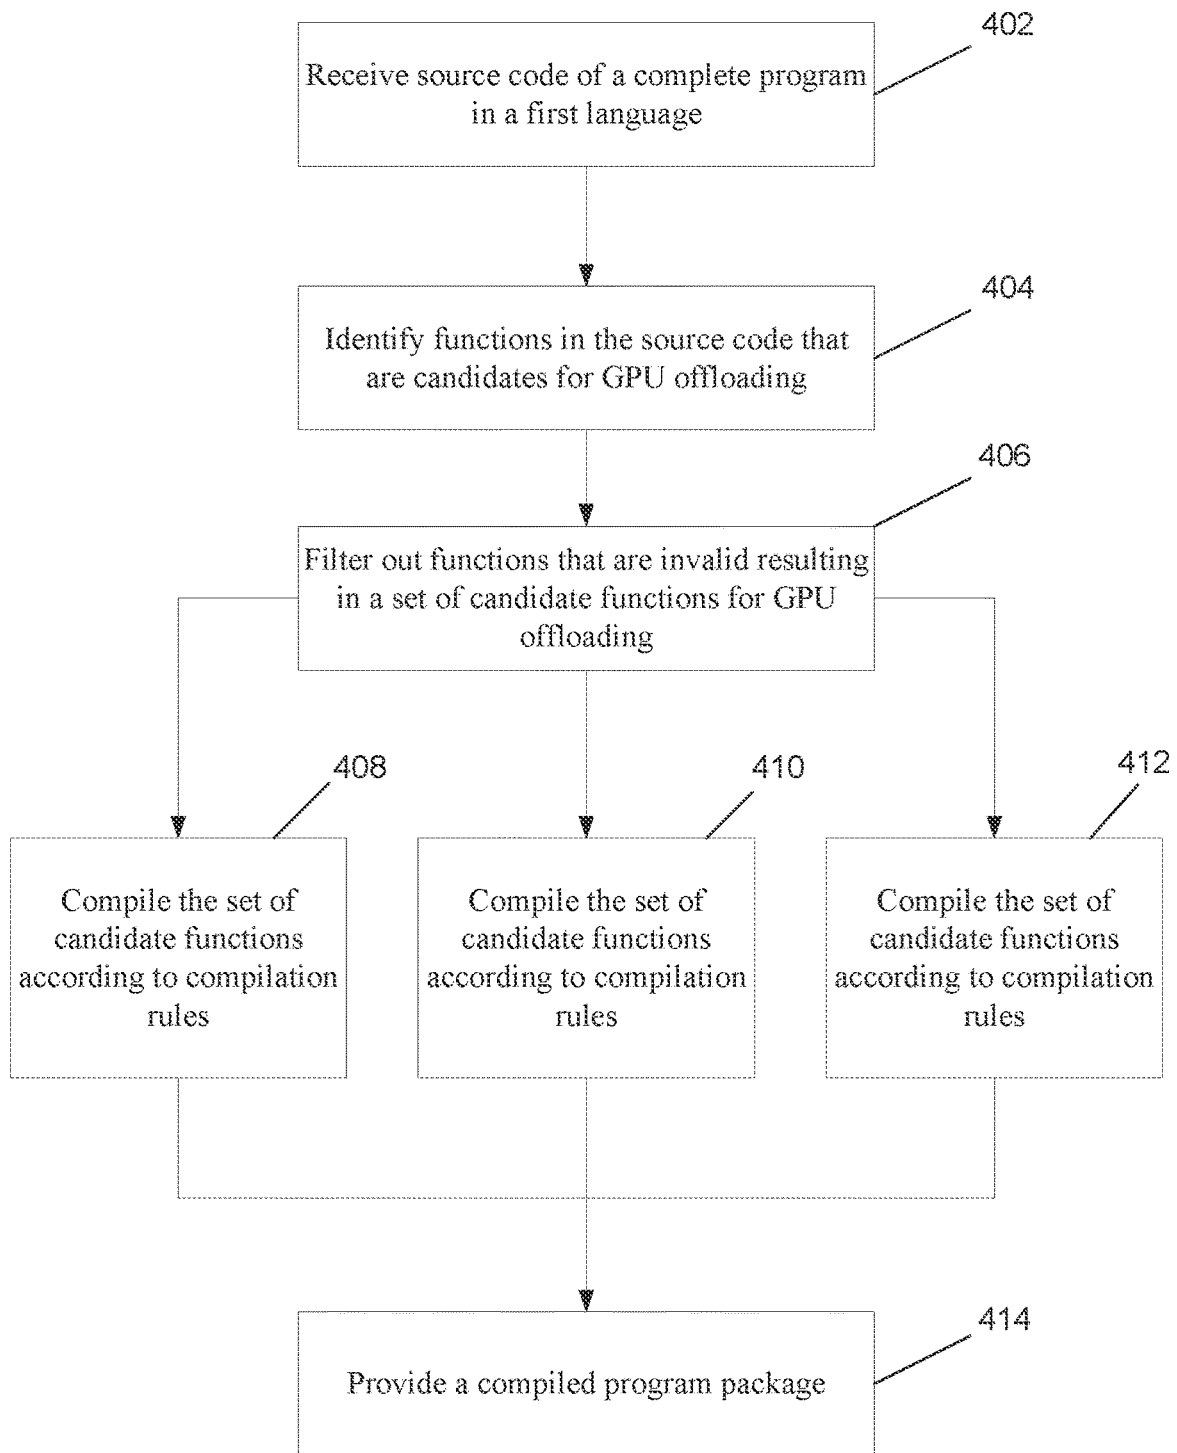 402
Receive source code of a complete program
in a first language
404
Identify functions in the source code that
are candidates for GPU offloading
406
Filter out functions that are invalid resulting
in a set of candidate functions for GPU
offloading
408
Compile the set of
candidate functions
according to compilation
rules
410
Compile the set of
candidate functions
according to compilation
rules
412
Compile the set of
candidate functions
according to compilation
rules
414
Provide a compiled program package